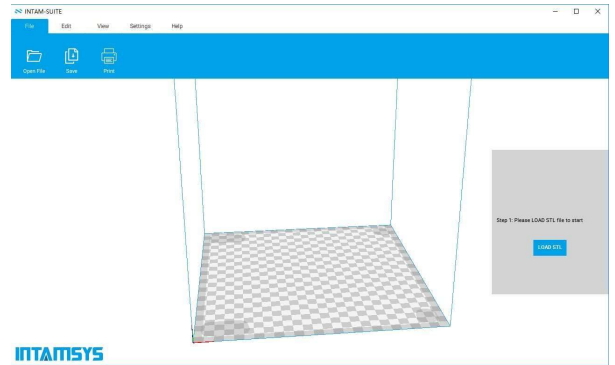 INTAM-SUITE
File Edit View Settings Help
Open File Save Print
Step 1: Please LOAD STL file to start
LOAD STL
INTAMSYS